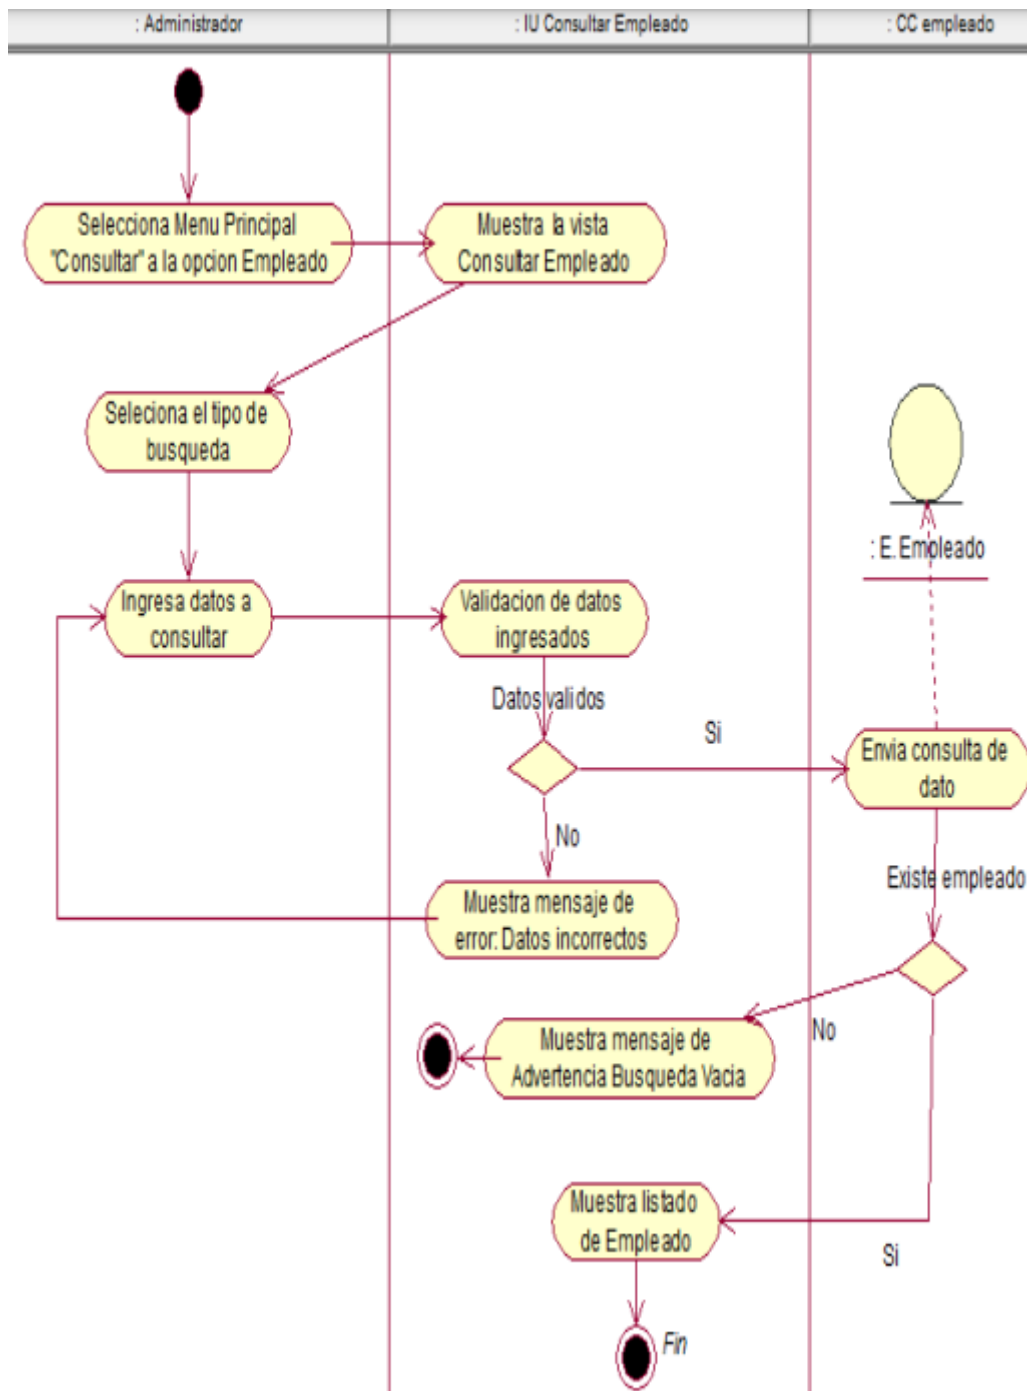 : Administrador
: IU Consultar Empleado
: CC empleado
Selecciona Menu Principal
"Consultar" a la opcion Empleado
Muestra la vista
Consultar Empleado
Seleciona el tipo de
busqueda
: E. Empleado
Ingresa datos a
consultar
Validacion de datos
ingresados
Datos validos
Si
Envia consulta de
dato
No
Existe empleado
Muestra mensaje de
error: Datos incorrectos
No
Muestra mensaje de
Advertencia Busqueda Vacia
Muestra listado
de Empleado
Si
Fin